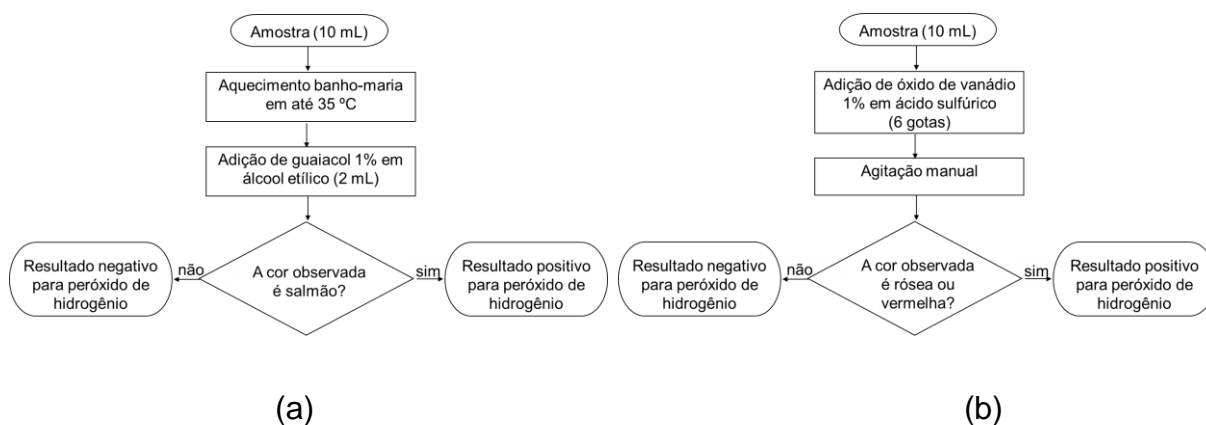 Amostra (10 mL)
Aquecimento banho-maria
em até 35 ºC
Adição de guaiacol 1% em
álcool etílico (2 mL)
A cor observada
é salmão?
não
sim
Resultado negativo
para peróxido de
hidrogênio
Resultado positivo
para peróxido de
hidrogênio
(a)
Amostra (10 mL)
Adição de óxido de vanádio
1% em ácido sulfúrico
(6 gotas)
Agitação manual
A cor observada
é rósea ou
vermelha?
não
sim
Resultado negativo
para peróxido de
hidrogênio
Resultado positivo
para peróxido de
hidrogênio
(b)